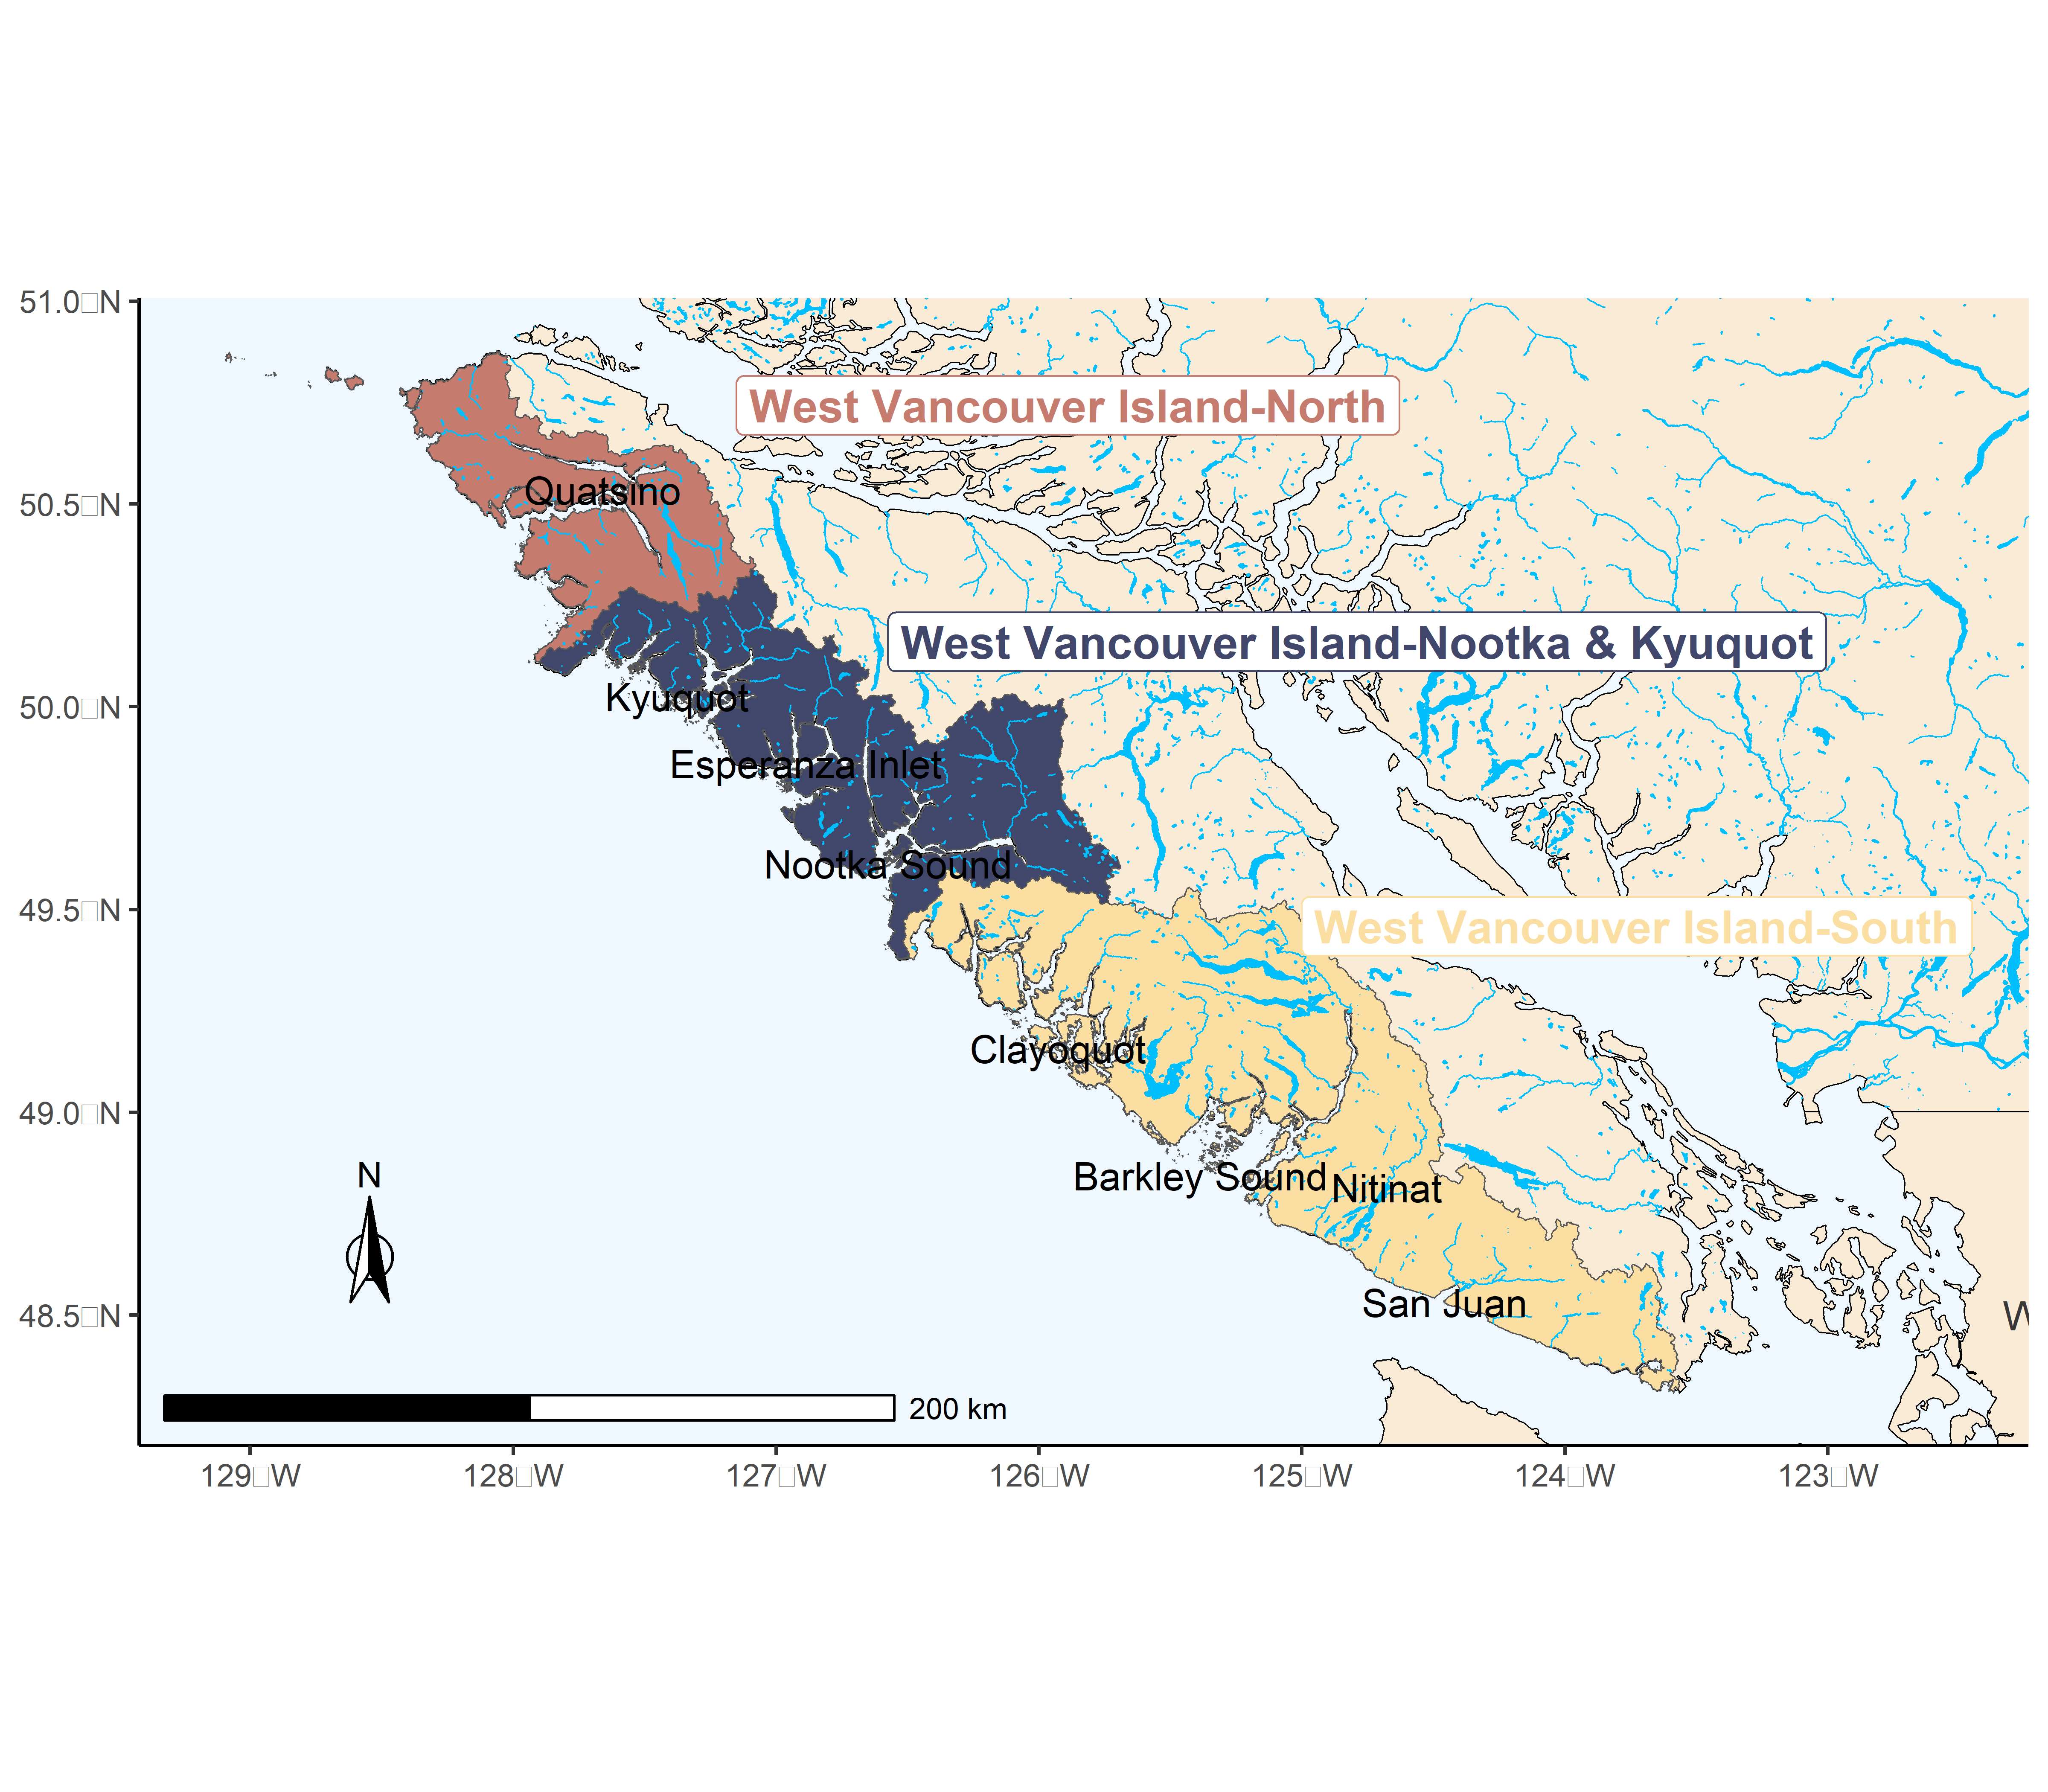 51.0□N
West Vancouver Island-North
Quatsino
50.5□N
West Vancouver Island-Nootka & Kyuquot
Kyuquot
50.0□N
Esperanza Inlet
Nootka Sound
49.5□N
West Vancouver Island-South
Clayoquot
49.0□N
Barkley Sound
Nitinat
N
San Juan
48.5□N
W
200 km
129□W
128□W
127□W
126□W
125□W
124□W
123□W